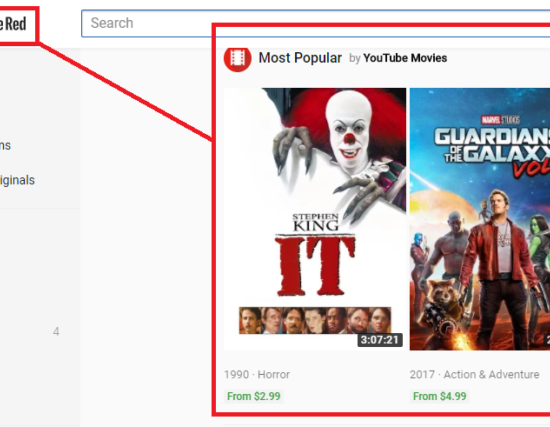 e Red
Search
Most Popular by YouTube Movies
ns
iginals
4
STEPHEN
KING
IT
3:07:21
MARVEL STUDIOS
GUARDIANS
OF THE GALAXY
VOL
2
1990 · Horror
2017 · Action & Adventure
From $2.99
From $4.99